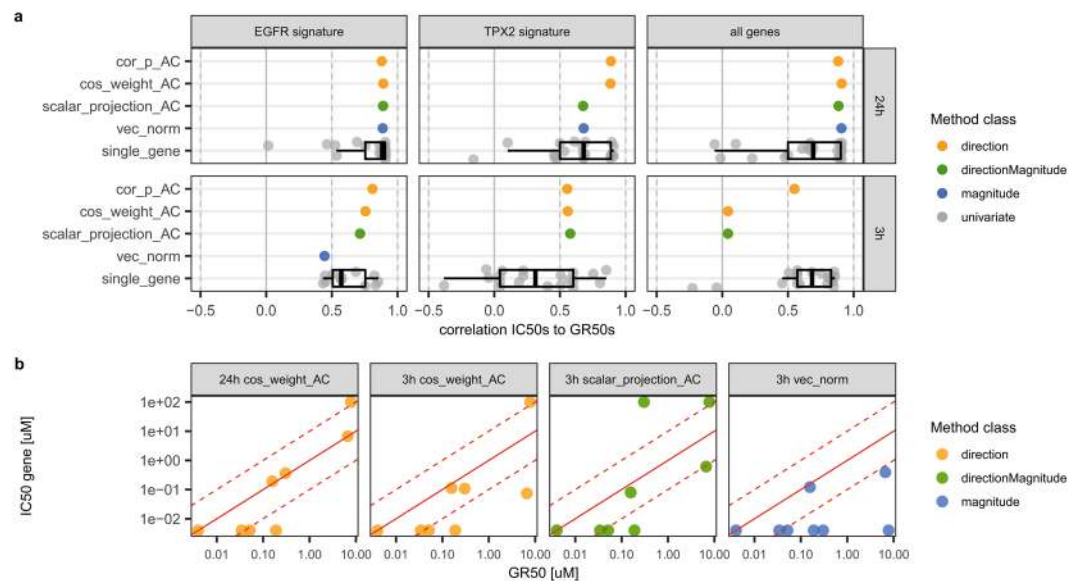 a
EGFR signature
TPX2 signature
all genes
cor_p_AC
cos_weight_AC
scalar_projection_AC
vec_norm
single_gene
24h
cor_p_AC
cos_weight_AC
scalar_projection_AC
vec_norm
single_gene
3h
−0.5 0.0 0.5 1.0 −0.5 0.0 0.5 1.0 −0.5 0.0 0.5 1.0
correlation IC50s to GR50s
Method class
direction
directionMagnitude
magnitude
univariate
b
24h cos_weight_AC
3h cos_weight_AC
3h scalar_projection_AC
3h vec_norm
IC50 gene [uM]
1e+02
1e+01
1e+00
1e−01
1e−02
0.01 0.10 1.00 10.00 0.01 0.10 1.00 10.00 0.01 0.10 1.00 10.00 0.01 0.10 1.00 10.00
GR50 [uM]
Method class
direction
directionMagnitude
magnitude